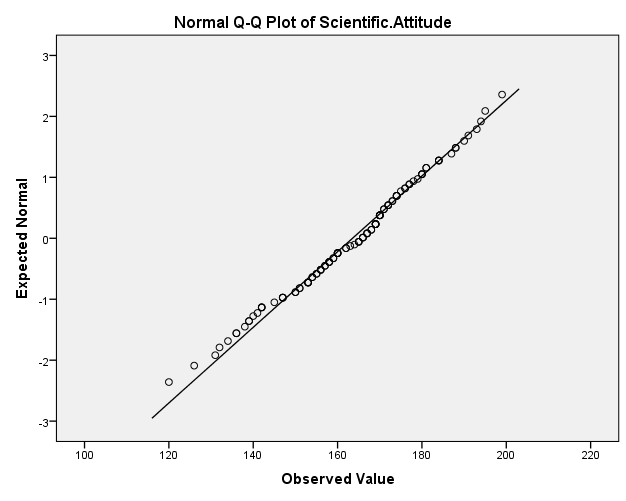 Normal Q-Q Plot of Scientific.Attitude
3
2
1
0
-1
-2
-3
Expected Normal
100 120 140 160 180 200 220
Observed Value